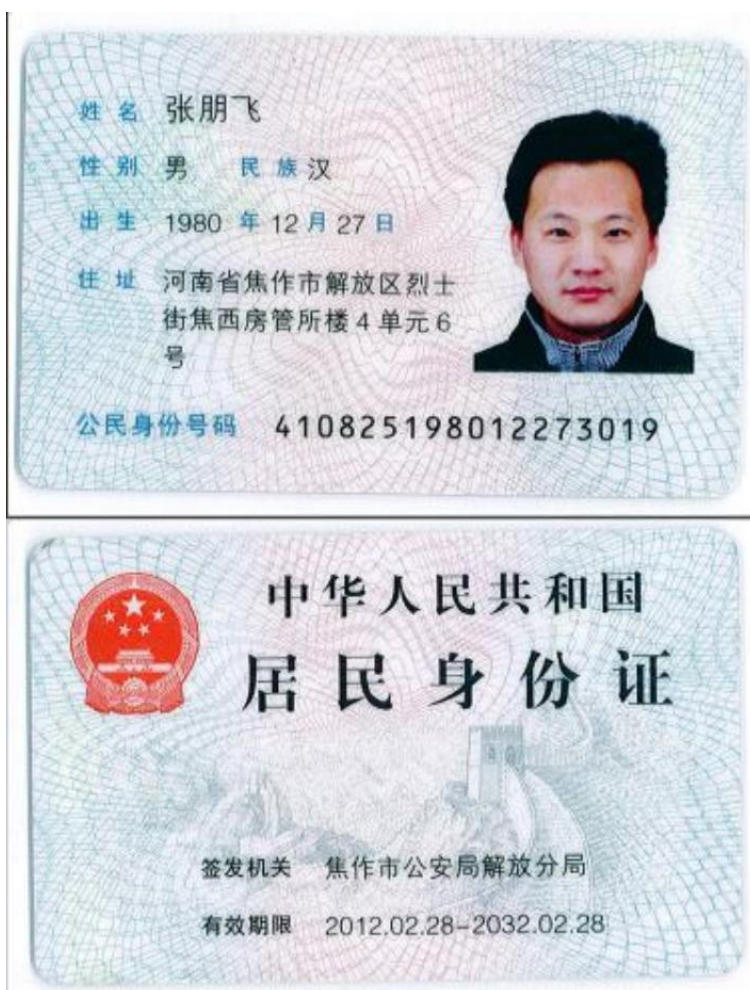 姓名 张朋飞
性别 男 民族 汉
出生 1980 年 12 月 27 日
住址 河南省焦作市解放区烈士
街焦西房管所楼4单元6
号
公民身份号码 410825198012273019
中华人民共和国
居民身份证
签发机关 焦作市公安局解放分局
有效期限 2012.02.28-2032.02.28